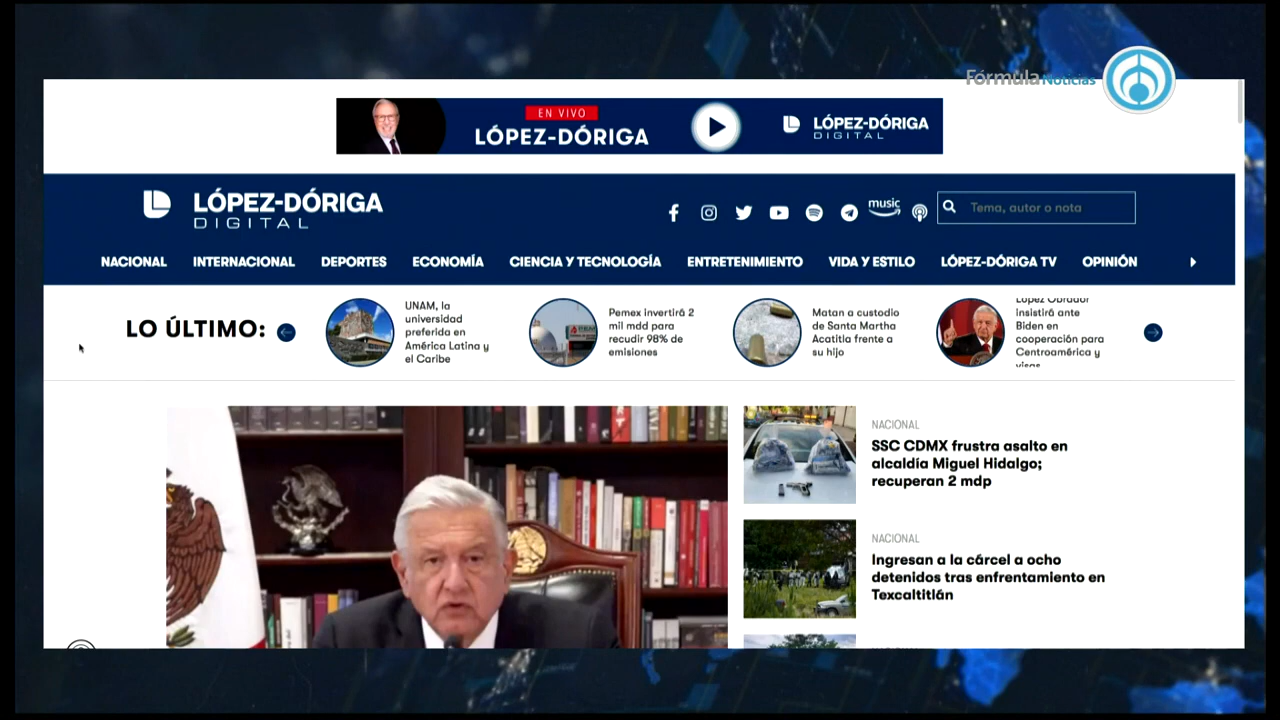 Fórmula Noticias
EN VIVO
LÓPEZ-DÓRIGA
LÓPEZ-DÓRIGA
DIGITAL
LÓPEZ-DÓRIGA
DIGITAL
music
Tema, autor o nota
NACIONAL
INTERNACIONAL
DEPORTES
ECONOMÍA
CIENCIA Y TECNOLOGÍA
ENTRETENIMIENTO
VIDA Y ESTILO
LÓPEZ-DÓRIGA TV
OPINIÓN
LO ÚLTIMO:
UNAM, la
universidad
preferida en
América Latina y
el Caribe
Pemex invertirá 2
mil mdd para
recudir 98% de
emisiones
Matan a custodio
de Santa Martha
Acatitla frente a
su hijo
López Obrador
insistirá ante
Biden en
cooperación para
Centroamérica y
visas
NACIONAL
SSC CDMX frustra asalto en
alcaldía Miguel Hidalgo;
recuperan 2 mdp
NACIONAL
Ingresan a la cárcel a ocho
detenidos tras enfrentamiento en
Texcaltitlán